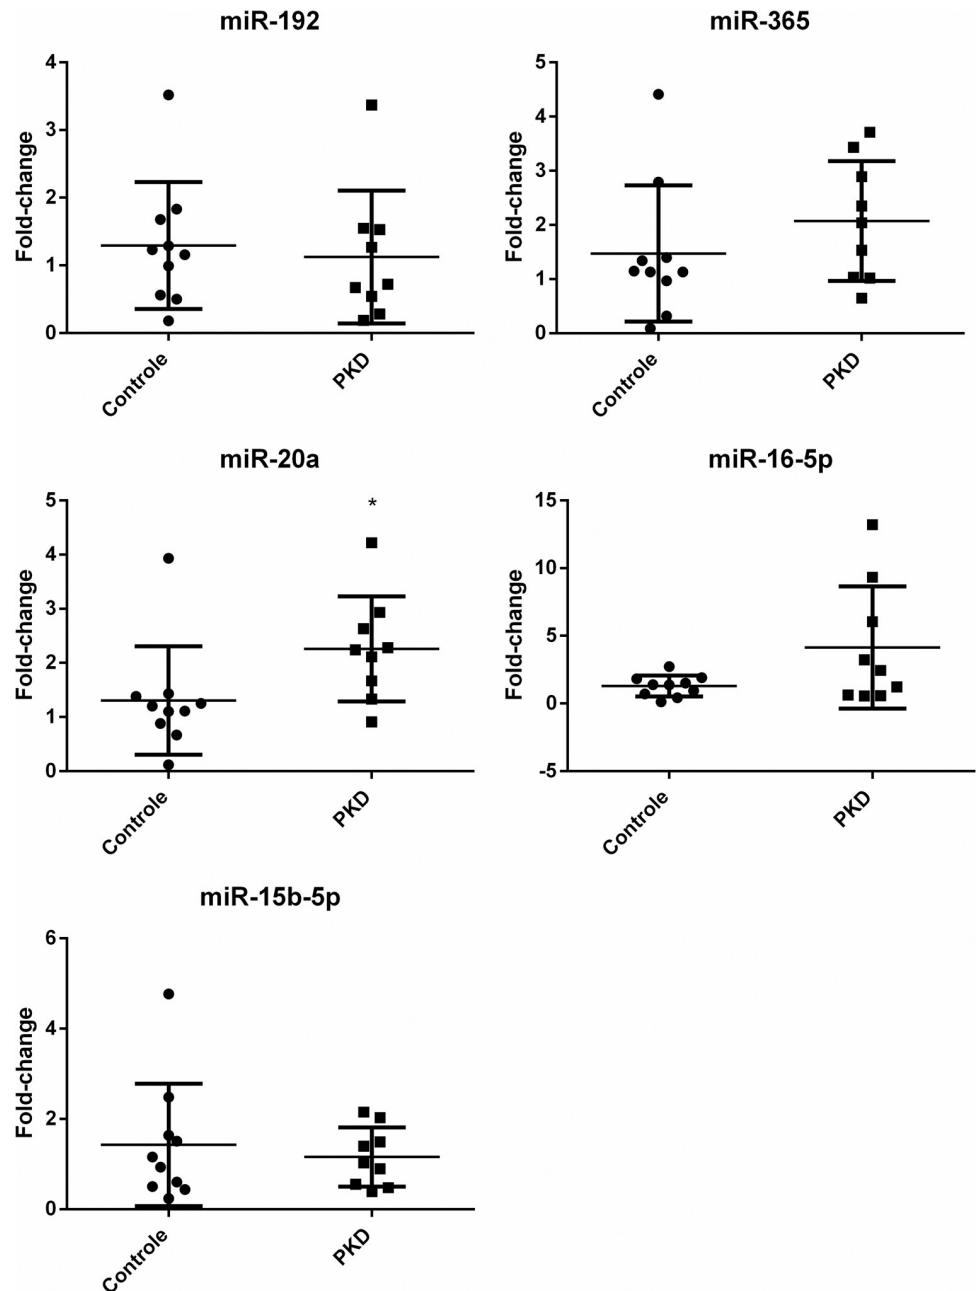 miR-192
Fold-change
4
3
2
1
0
Controle
PKD
miR-365
Fold-change
5
4
3
2
1
0
Controle
PKD
miR-20a
Fold-change
5
4
3
2
1
0
*
Controle
PKD
miR-16-5p
Fold-change
15
10
5
0
-5
Controle
PKD
miR-15b-5p
Fold-change
6
4
2
0
Controle
PKD